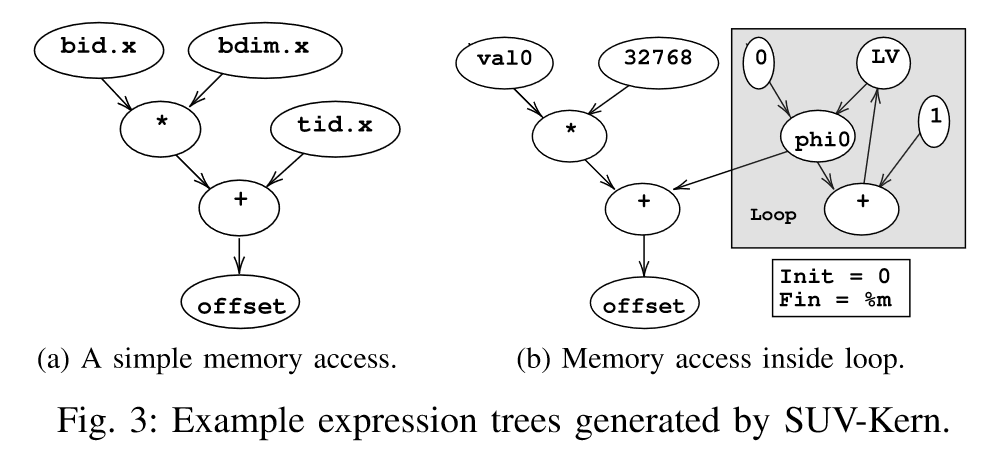 bid.x bdim.x
*
tid.x
+
offset
(a) A simple memory access.
val0 32768
*
+
offset
0 LV
phi0
1
+
Loop
Init = 0
Fin = %m
(b) Memory access inside loop.
Fig. 3: Example expression trees generated by SUV-Kern.